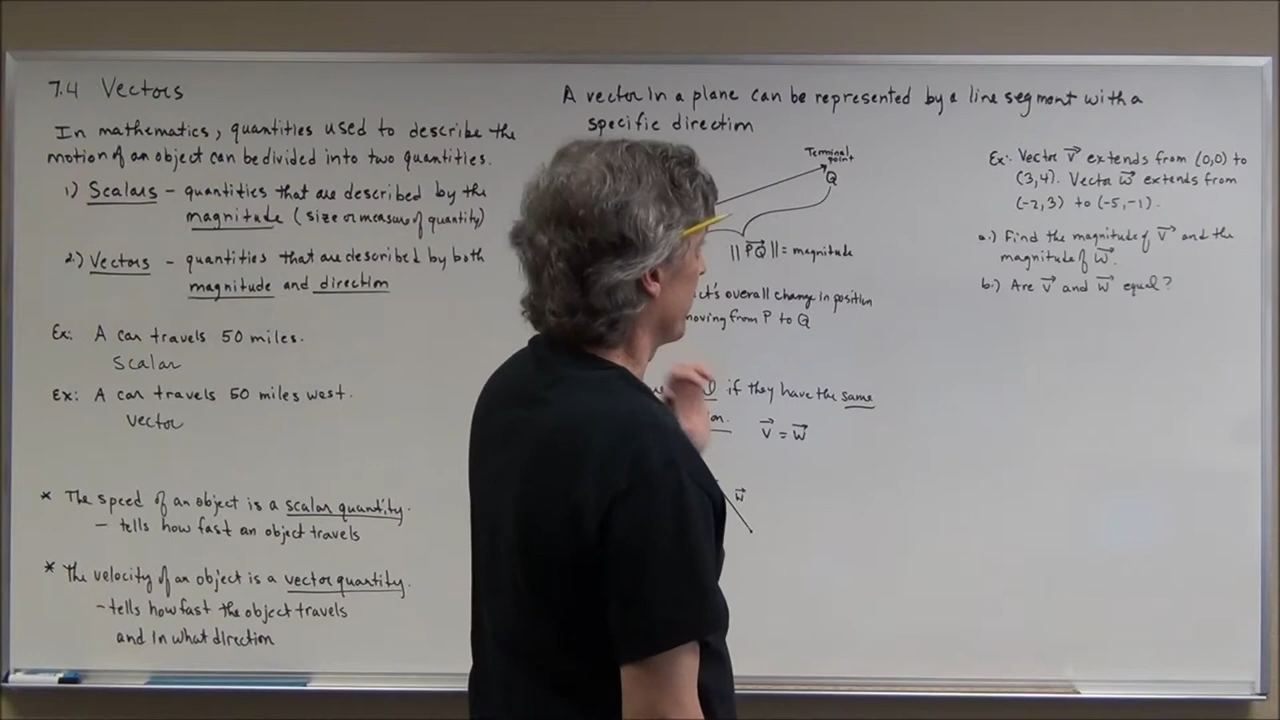 7.4 Vectors
In mathematics, quantities used to describe the
motion of an object can be divided into two quantities.
1) Scalars - quantities that are described by the
magnitude (size or measure of quantity)
2.) Vectors - quantities that are described by both
magnitude and direction
Ex: A car travels 50 miles.
Scalar
Ex: A car travels 50 miles west.
Vector
* The speed of an object is a scalar quantity.
- tells how fast an object travels
* The velocity of an object is a vector quantity.
- tells how fast the object travels
and in what direction
A vector in a plane can be represented by a line segment with a
specific direction
Terminal
point
Q
||PQ⃗|| = magnitude
overall change in position
moving from P to Q
if they have the same
v⃗ = w⃗
w⃗
Ex: Vector v⃗ extends from (0,0) to
(3,4). Vector w⃗ extends from
(-2,3) to (-5,-1).
a.) Find the magnitude of v⃗ and the
magnitude of w⃗.
b.) Are v⃗ and w⃗ equal?